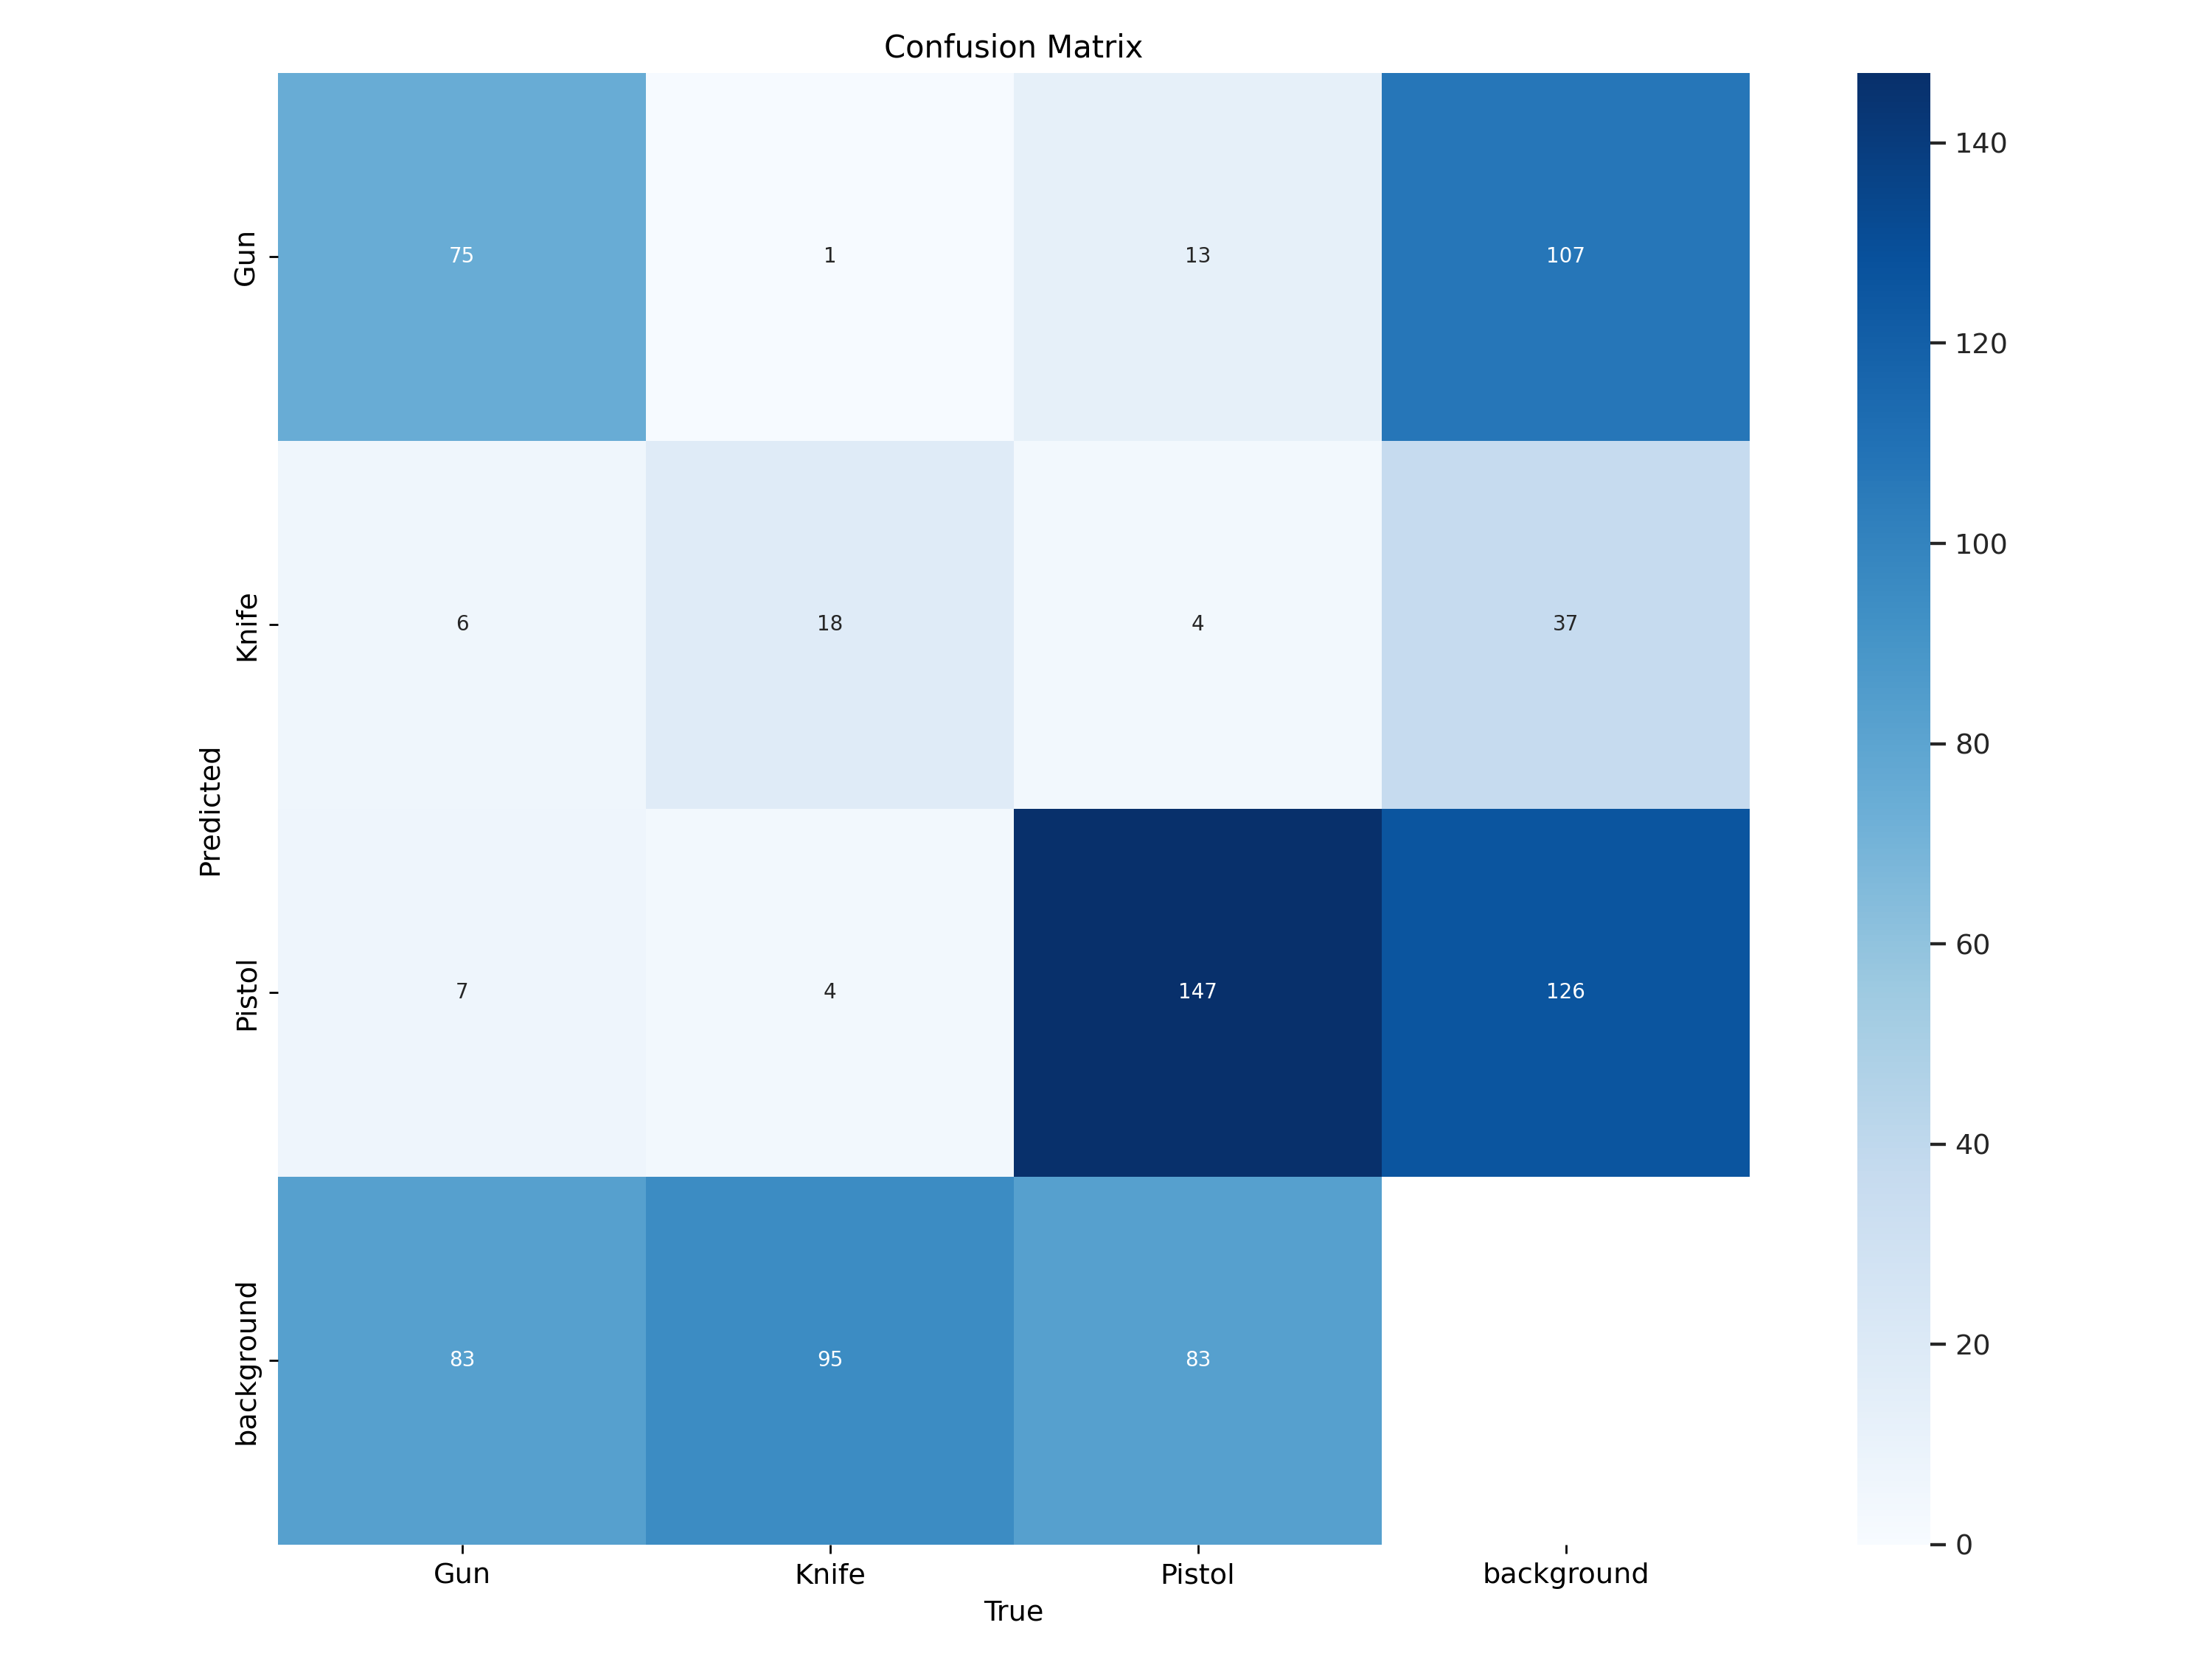 Confusion Matrix
Gun 75 1 13 107
Knife 6 18 4 37
Pistol 7 4 147 126
background 83 95 83
Gun Knife Pistol background
True
Predicted
140
120
100
80
60
40
20
0